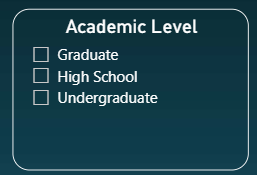 Academic Level
Graduate
High School
Undergraduate